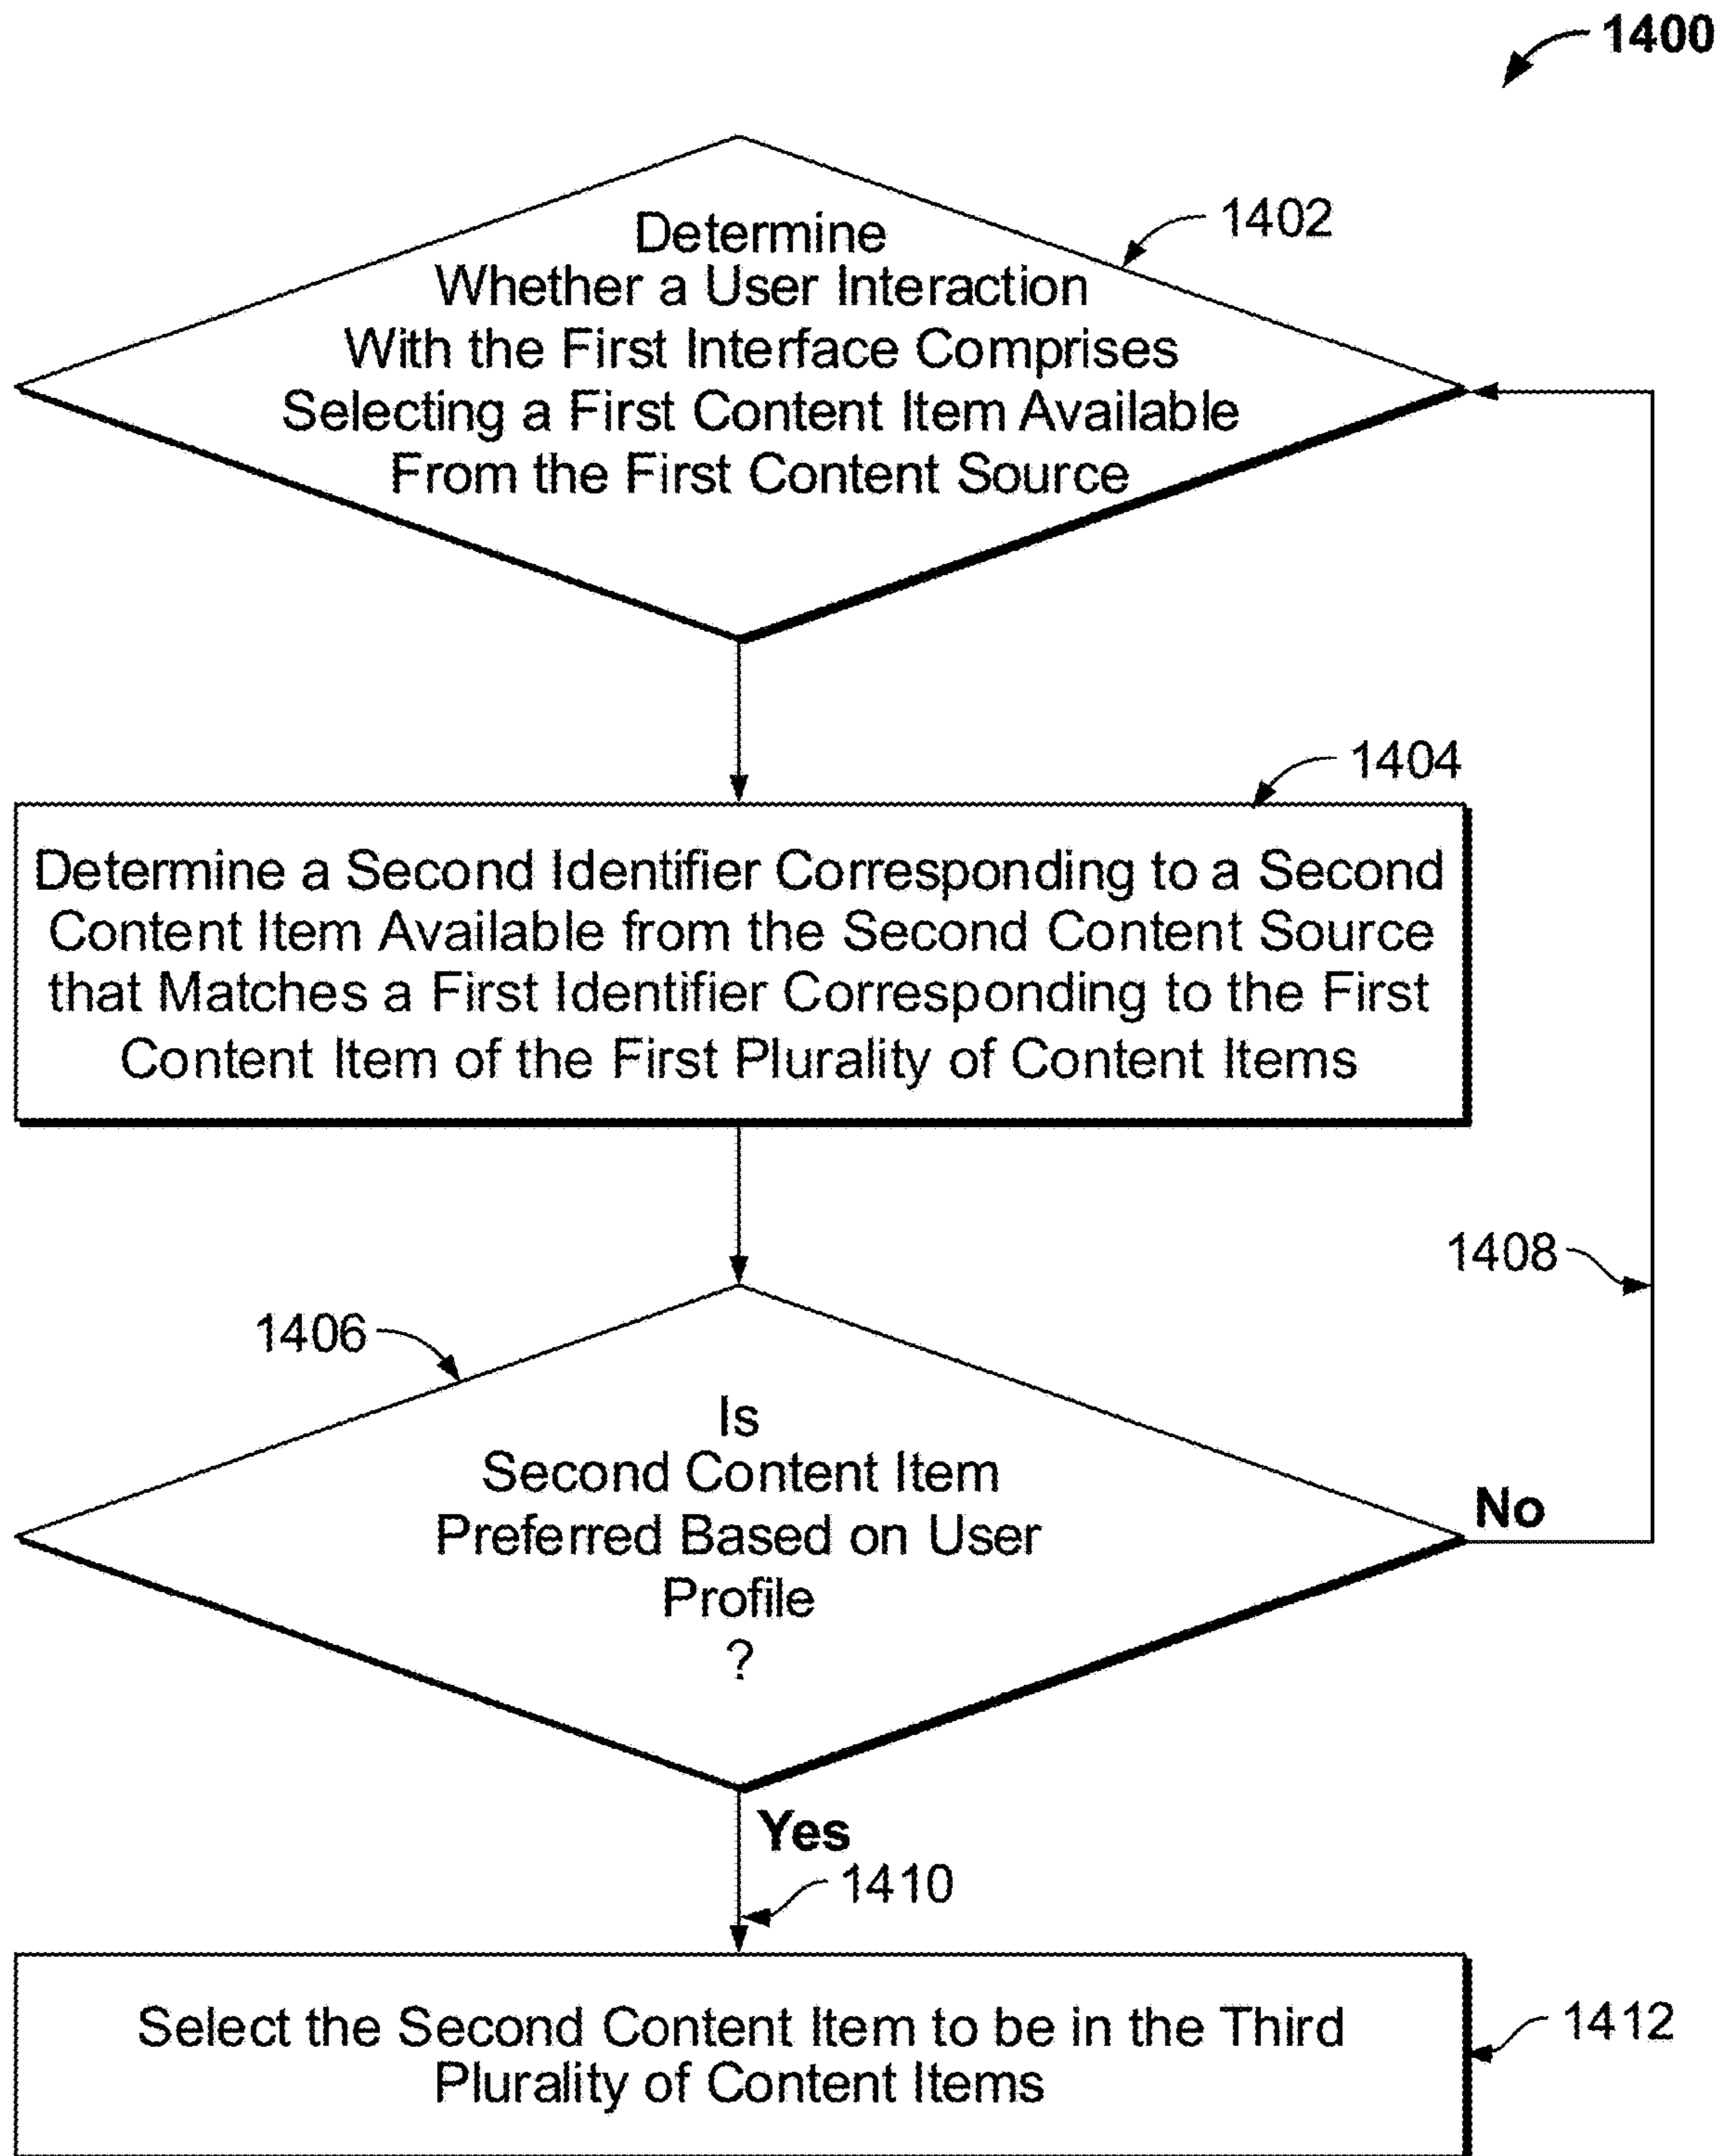 1400
Determine
1402
Whether a User Interaction
With the First Interface Comprises
Selecting a First Content Item Available
From the First Content Source
1404
Determine a Second Identifier Corresponding to a Second
Content Item Available from the Second Content Source
that Matches a First Identifier Corresponding to the First
Content Item of the First Plurality of Content Items
1408
1406
Is
Second Content Item
Preferred Based on User
Profile
?
No
Yes
1410
Select the Second Content Item to be in the Third
Plurality of Content Items
1412